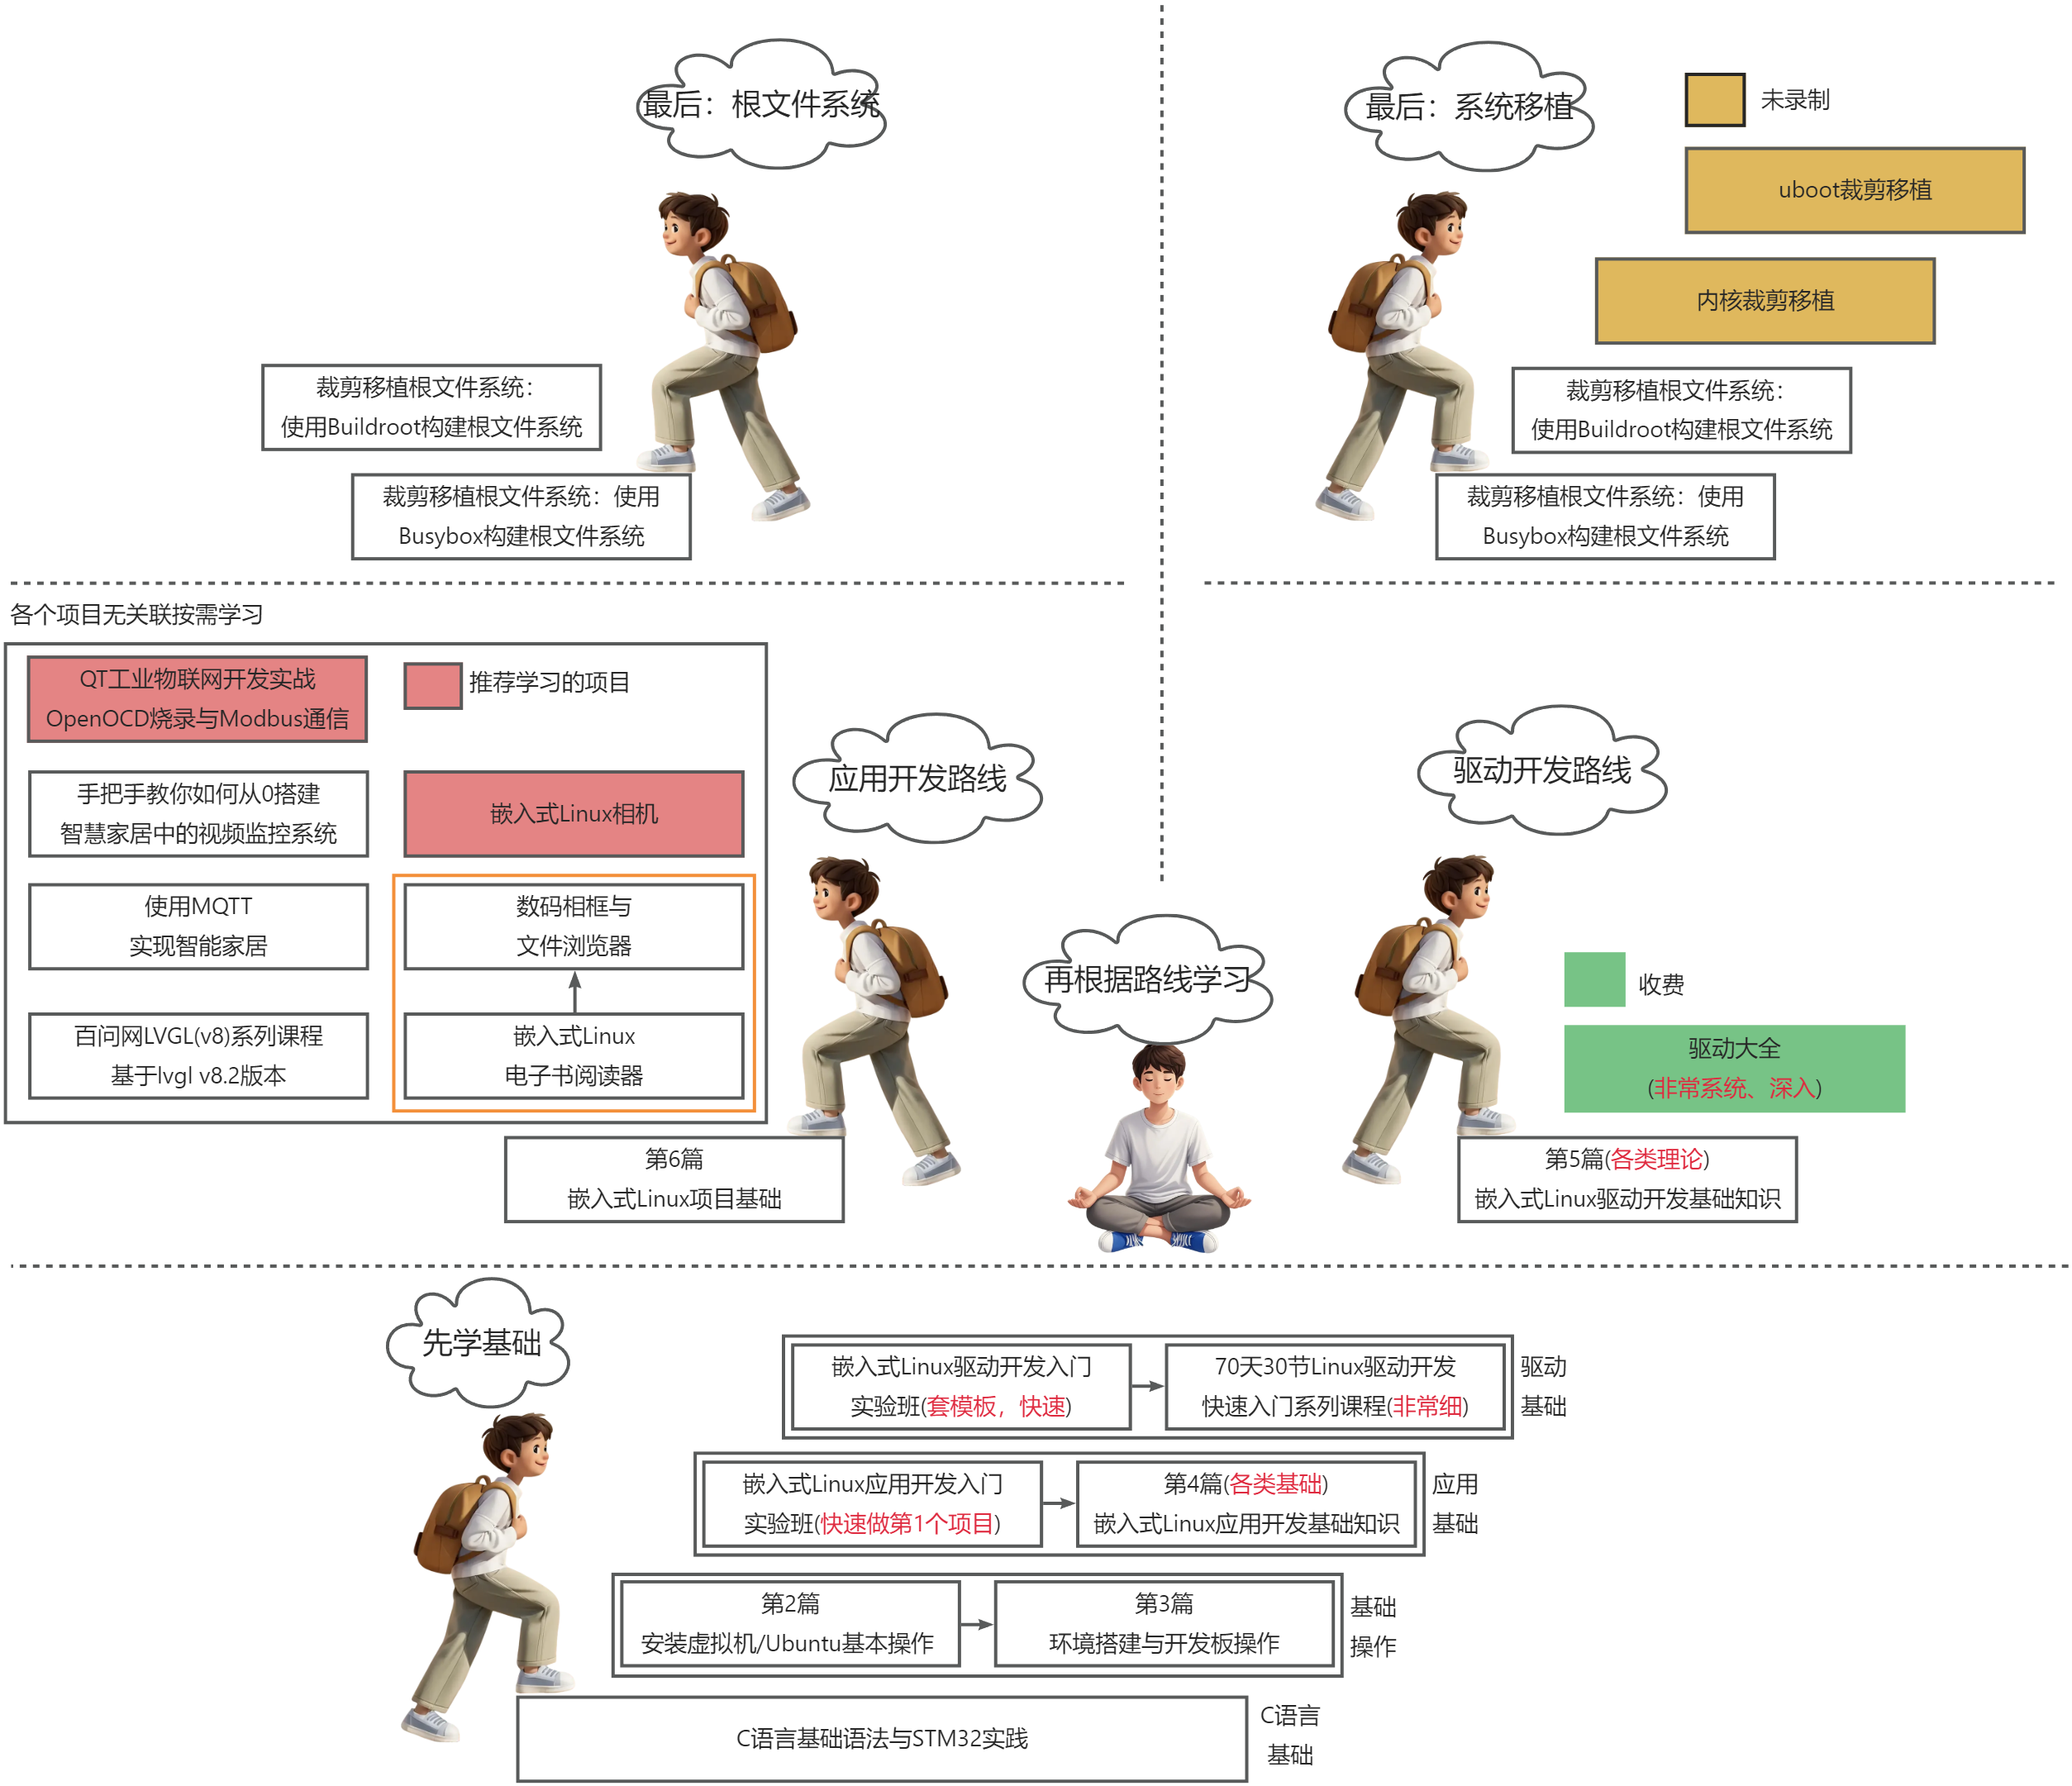 最后：根文件系统
最后：系统移植
未录制
uboot裁剪移植
内核裁剪移植
裁剪移植根文件系统：
使用Buildroot构建根文件系统
裁剪移植根文件系统：使用
Busybox构建根文件系统
裁剪移植根文件系统：
使用Buildroot构建根文件系统
裁剪移植根文件系统：使用
Busybox构建根文件系统
各个项目无关联按需学习
QT工业物联网开发实战
OpenOCD烧录与Modbus通信
推荐学习的项目
手把手教你如何从0搭建
智慧家居中的视频监控系统
嵌入式Linux相机
使用MQTT
实现智能家居
数码相框与
文件浏览器
百问网LVGL(v8)系列课程
基于lvgl v8.2版本
嵌入式Linux
电子书阅读器
应用开发路线
第6篇
嵌入式Linux项目基础
再根据路线学习
驱动开发路线
收费
驱动大全
(非常系统、深入)
第5篇(各类理论)
嵌入式Linux驱动开发基础知识
先学基础
嵌入式Linux驱动开发入门
实验班(套模板，快速)
70天30节Linux驱动开发
快速入门系列课程(非常细)
驱动
基础
嵌入式Linux应用开发入门
实验班(快速做第1个项目)
第4篇(各类基础)
嵌入式Linux应用开发基础知识
应用
基础
第2篇
安装虚拟机/Ubuntu基本操作
第3篇
环境搭建与开发板操作
基础
操作
C语言基础语法与STM32实践
C语言
基础